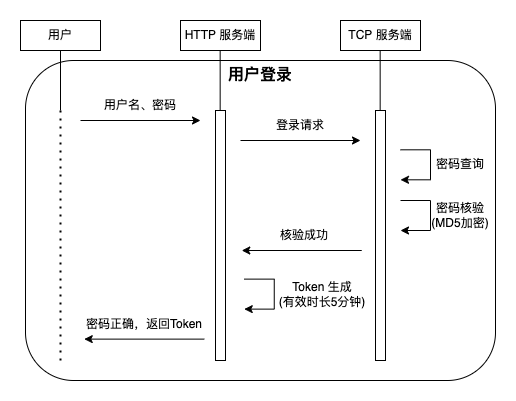 用户
HTTP 服务端
TCP 服务端
用户登录
用户名、密码
登录请求
密码查询
密码核验
(MD5加密)
核验成功
Token 生成
(有效时长5分钟)
密码正确，返回Token